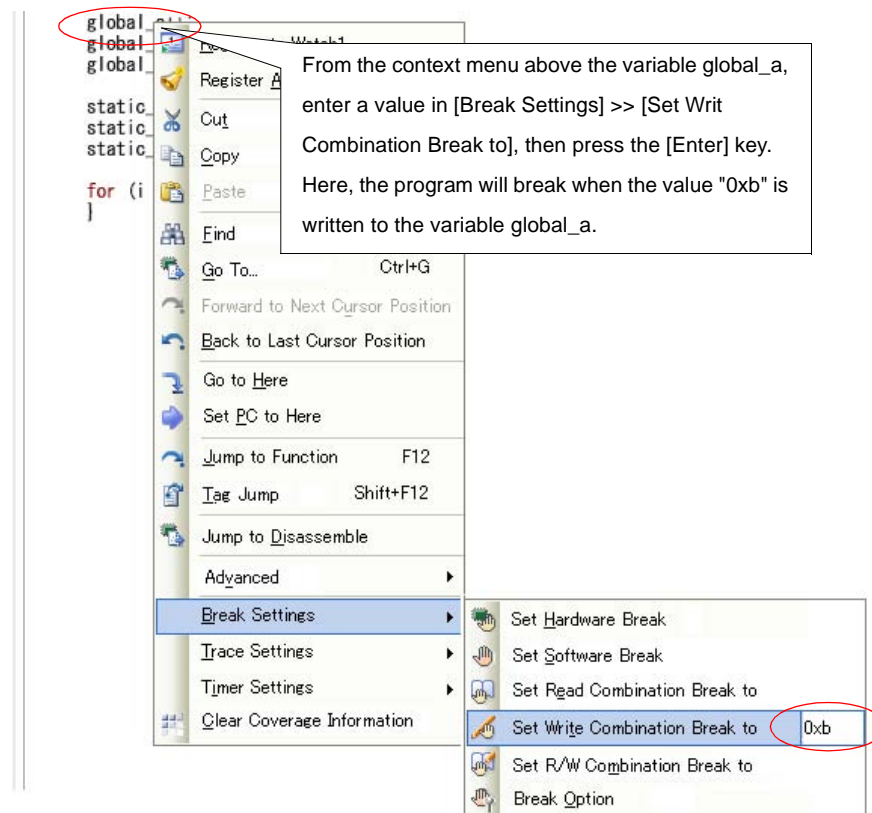 global_
global_
global_
static_
static_
static_
for (i
}
From the context menu above the variable global_a,
enter a value in [Break Settings] >> [Set Writ
Combination Break to], then press the [Enter] key.
Here, the program will break when the value "0xb" is
written to the variable global_a.
Register A
Cut
Copy
Paste
Find
Go To... Ctrl+G
Forward to Next Cursor Position
Back to Last Cursor Position
Go to Here
Set PC to Here
Jump to Function F12
Tag Jump Shift+F12
Jump to Disassemble
Advanced
Break Settings
Trace Settings
Timer Settings
Clear Coverage Information
Set Hardware Break
Set Software Break
Set Read Combination Break to
Set Write Combination Break to 0xb
Set R/W Combination Break to
Break Option